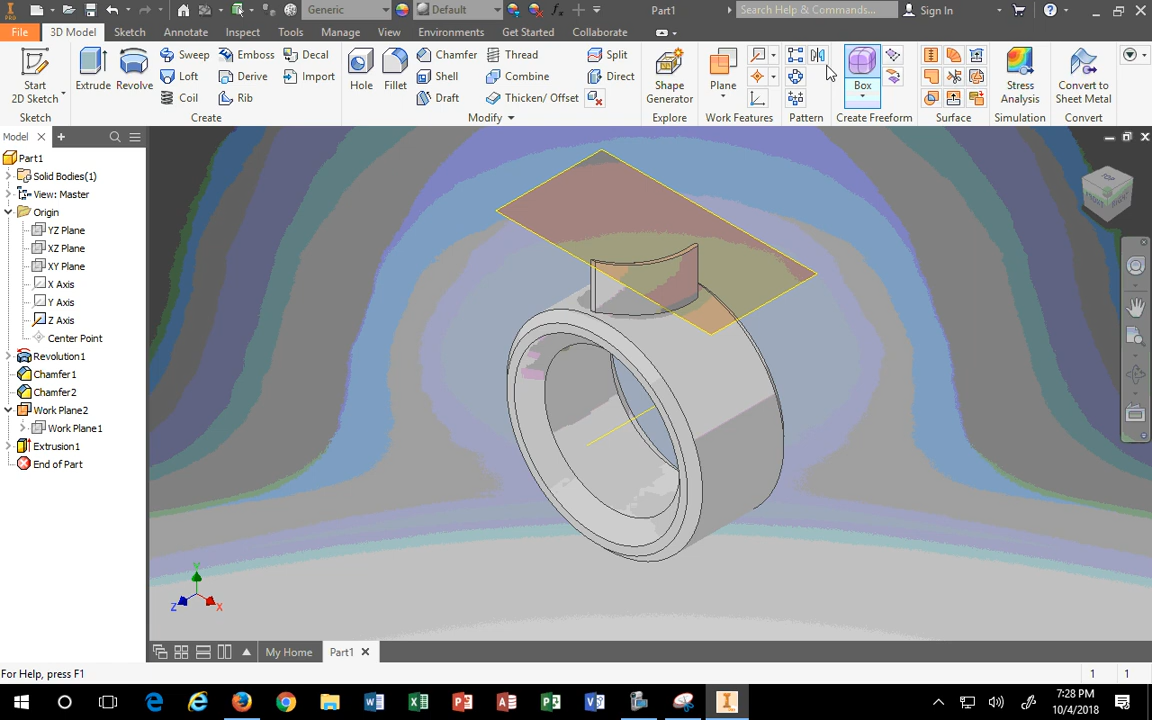 PRO
Generic
Default
Part1
Search Help & Commands...
Sign In
File
3D Model
Sketch
Annotate
Inspect
Tools
Manage
View
Environments
Get Started
Collaborate
Start
2D Sketch
Extrude
Revolve
Sweep
Emboss
Decal
Loft
Derive
Import
Coil
Rib
Hole
Fillet
Chamfer
Thread
Split
Shell
Combine
Direct
Draft
Thicken/ Offset
Shape
Generator
Plane
Box
Stress
Analysis
Convert to
Sheet Metal
Sketch
Create
Modify
Explore
Work Features
Pattern
Create Freeform
Surface
Simulation
Convert
Model
Part1
Solid Bodies(1)
View: Master
Origin
YZ Plane
XZ Plane
XY Plane
X Axis
Y Axis
Z Axis
Center Point
Revolution1
Chamfer1
Chamfer2
Work Plane2
Work Plane1
Extrusion1
End of Part
Y
Z
X
My Home
Part1
For Help, press F1
1
1
7:28 PM
10/4/2018